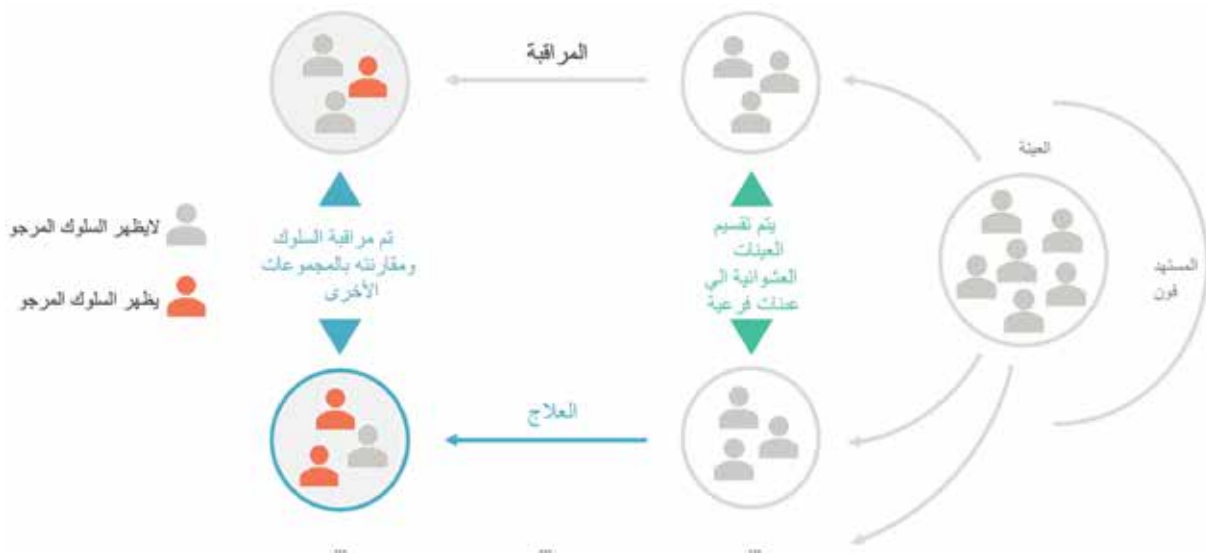 العينة
المستهد
فون
المراقبة
يتم تقسيم
العينات
العشوائية الي
عينات فرعية
العلاج
تم مراقبة السلوك
ومقارنته بالمجموعات
الأخرى
لايظهر السلوك المرجو
يظهر السلوك المرجو
...
...
...